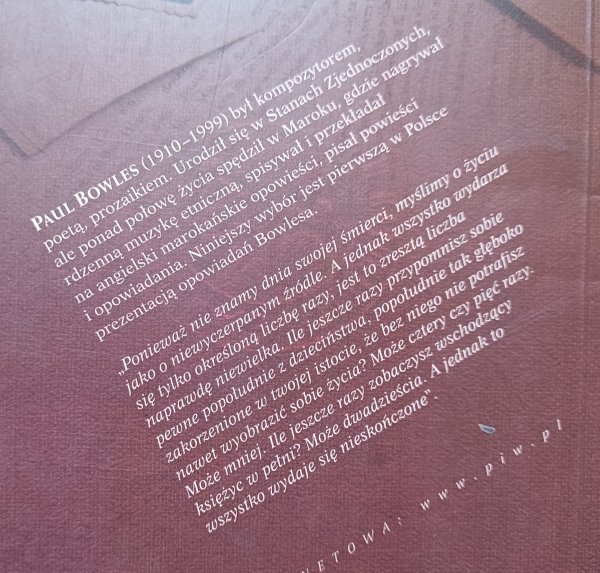 PAUL BOWLES (1910–1999) był kompozytorem,
poetą, prozaikiem. Urodził się w Stanach Zjednoczonych,
ale ponad połowę życia spędził w Maroku, gdzie nagrywał
rdzenną muzykę etniczną, spisywał i przekładał
na angielski marokańskie opowieści, pisał powieści
i opowiadania. Niniejszy wybór jest pierwszą w Polsce
prezentacją opowiadań Bowlesa.
„Ponieważ nie znamy dnia swojej śmierci, myślimy o życiu
jako o niewyczerpanym źródle. A jednak wszystko wydarza
się tylko określoną liczbę razy, jest to zresztą liczba
naprawdę niewielka. Ile jeszcze razy przypomnisz sobie
pewne popołudnie z dzieciństwa, popołudnie tak głęboko
zakorzenione w twojej istocie, że bez niego nie potrafisz
nawet wyobrazić sobie życia? Może cztery czy pięć razy.
Może mniej. Ile jeszcze razy zobaczysz wschodzący
księżyc w pełni? Może dwadzieścia. A jednak to
wszystko wydaje się nieskończone”.
NETOWA: www.piw.pl